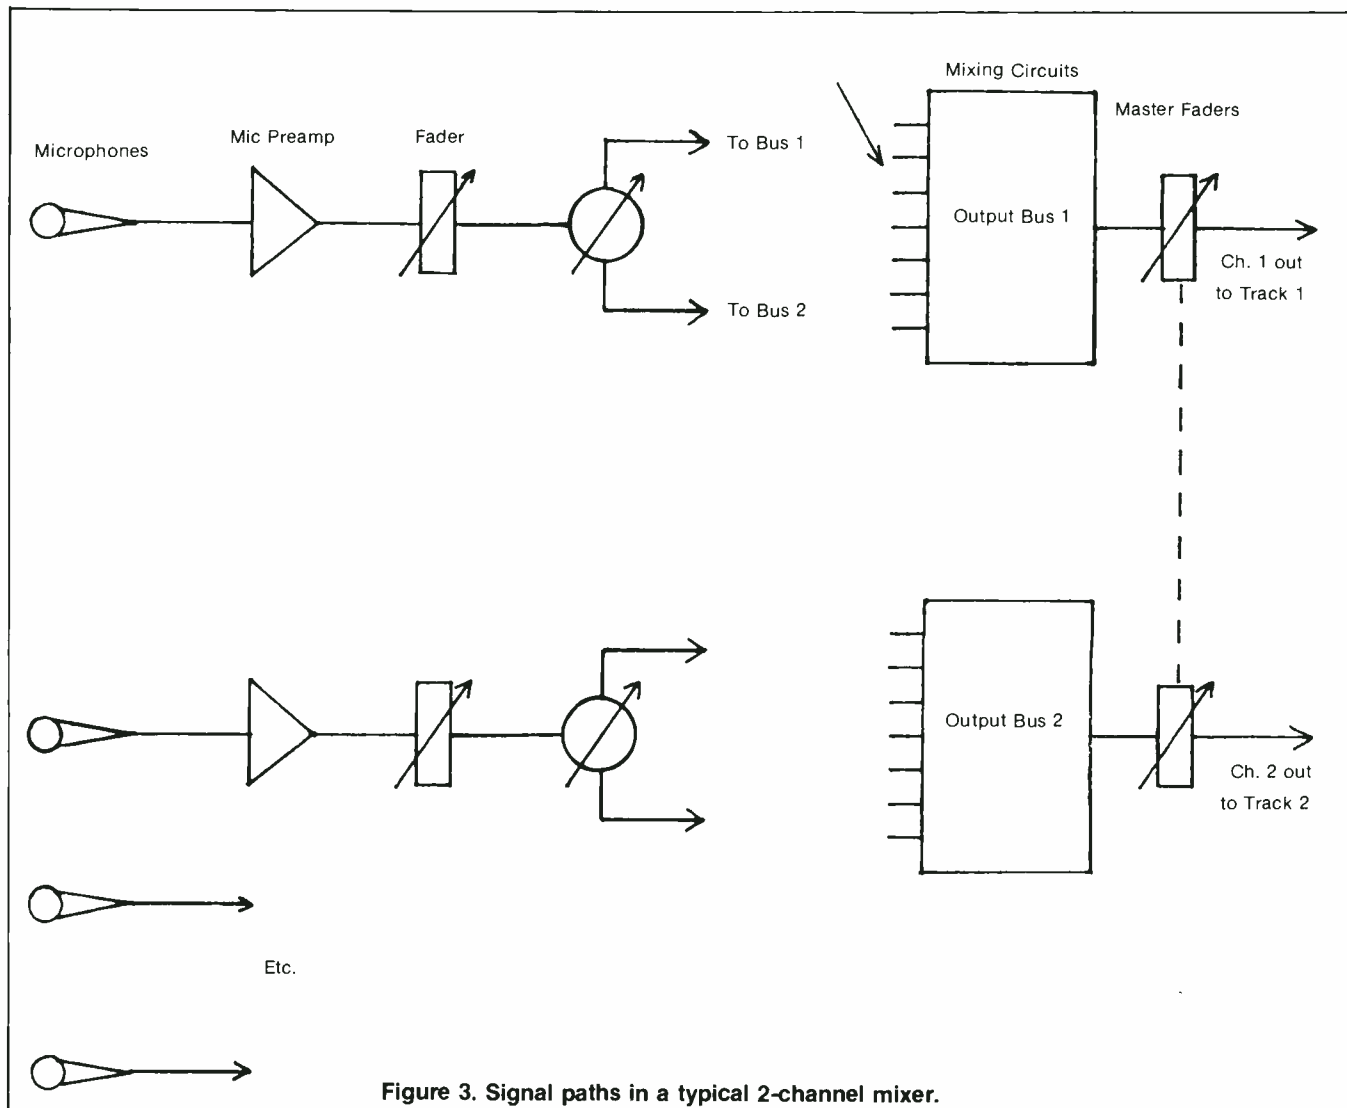 Mixing Circuits
Master Faders
Microphones
Mic Preamp
Fader
To Bus 1
To Bus 2
Output Bus 1
Ch. 1 out
to Track 1
Output Bus 2
Ch. 2 out
to Track 2
Etc.
Figure 3. Signal paths in a typical 2-channel mixer.